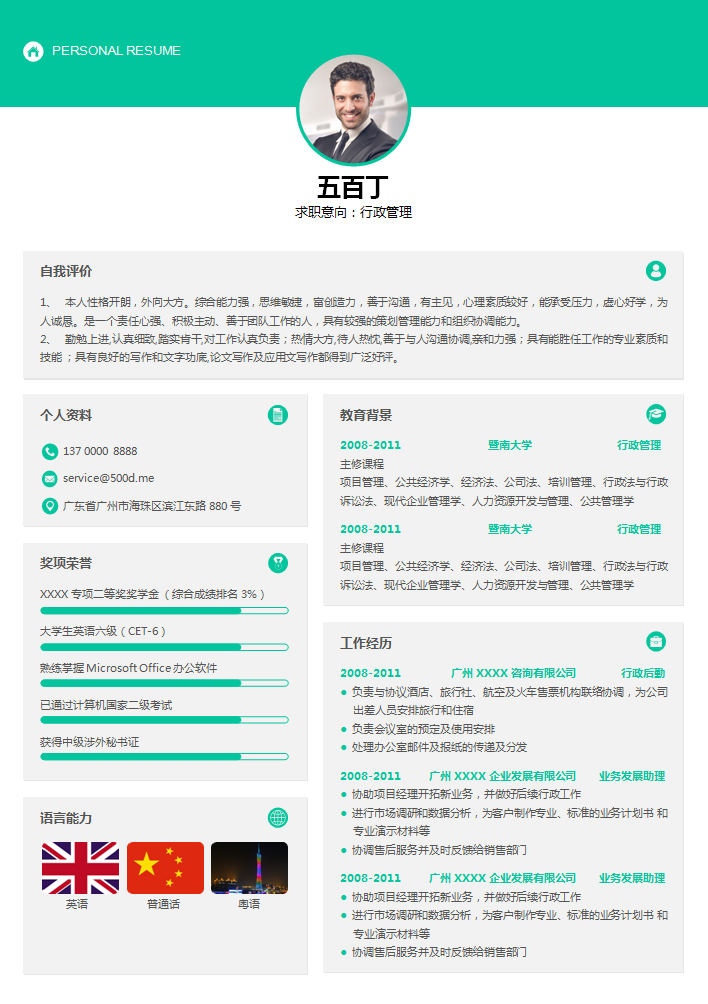 PERSONAL RESUME
五百丁
求职意向：行政管理
自我评价
1、 本人性格开朗，外向大方。综合能力强，思维敏捷，富创造力，善于沟通，有主见，心理素质较好，能承受压力，虚心好学，为
人诚恳。是一个责任心强、积极主动、善于团队工作的人，具有较强的策划管理能力和组织协调能力。
2、 勤勉上进,认真细致,踏实肯干,对工作认真负责；热情大方,待人热忱,善于与人沟通协调,亲和力强；具有能胜任工作的专业素质和
技能；具有良好的写作和文字功底,论文写作及应用文写作都得到广泛好评。
个人资料
137 0000 8888
service@500d.me
广东省广州市海珠区滨江东路 880 号
奖项荣誉
XXXX 专项二等奖奖学金（综合成绩排名 3%）
大学生英语六级（CET-6）
熟练掌握 Microsoft Office 办公软件
已通过计算机国家二级考试
获得中级涉外秘书证
语言能力
英语 普通话 粤语
教育背景
2008-2011 暨南大学 行政管理
主修课程
项目管理、公共经济学、经济法、公司法、培训管理、行政法与行政
诉讼法、现代企业管理学、人力资源开发与管理、公共管理学
2008-2011 暨南大学 行政管理
主修课程
项目管理、公共经济学、经济法、公司法、培训管理、行政法与行政
诉讼法、现代企业管理学、人力资源开发与管理、公共管理学
工作经历
2008-2011 广州 XXXX 咨询有限公司 行政后勤
● 负责与协议酒店、旅行社、航空及火车售票机构联络协调，为公司
出差人员安排旅行和住宿
● 负责会议室的预定及使用安排
● 处理办公室邮件及报纸的传递及分发
2008-2011 广州 XXXX 企业发展有限公司 业务发展助理
● 协助项目经理开拓新业务，并做好后续行政工作
● 进行市场调研和数据分析，为客户制作专业、标准的业务计划书 和
专业演示材料等
● 协调售后服务并及时反馈给销售部门
2008-2011 广州 XXXX 企业发展有限公司 业务发展助理
● 协助项目经理开拓新业务，并做好后续行政工作
● 进行市场调研和数据分析，为客户制作专业、标准的业务计划书 和
专业演示材料等
● 协调售后服务并及时反馈给销售部门